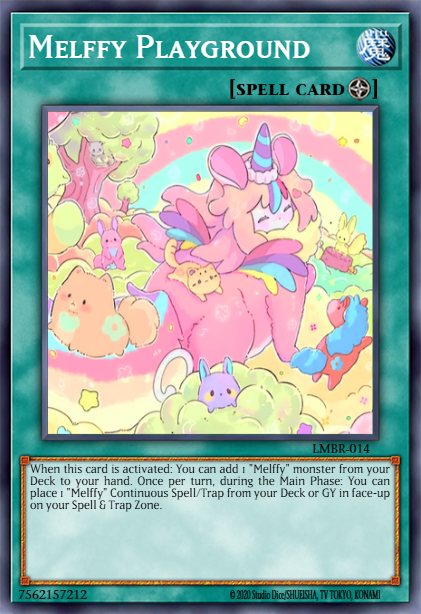 MELFFY PLAYGROUND
魔
[SPELL CARD]
LMBR-014
When this card is activated: You can add 1 "Melffy" monster from your
Deck to your hand. Once per turn, during the Main Phase: You can
place 1 "Melffy" Continuous Spell/Trap from your Deck or GY in face-up
on your Spell & Trap Zone.
7562157212
©2020 Studio Dice/SHUEISHA, TV TOKYO, KONAMI